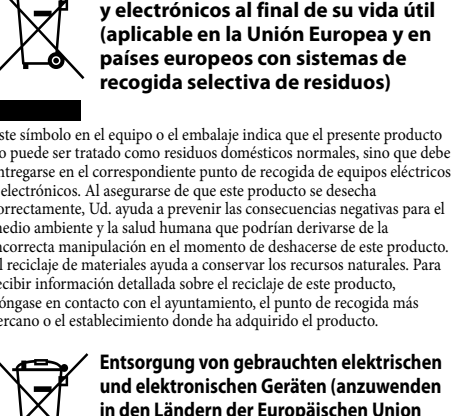 y electrónicos al final de su vida útil
(aplicable en la Unión Europea y en
países europeos con sistemas de
recogida selectiva de residuos)
ste símbolo en el equipo o el embalaje indica que el presente producto
o puede ser tratado como residuos domésticos normales, sino que debe
ntregarse en el correspondiente punto de recogida de equipos eléctricos
electrónicos. Al asegurarse de que este producto se desecha
orrectamente, Ud. ayuda a prevenir las consecuencias negativas para el
edio ambiente y la salud humana que podrían derivarse de la
ncorrecta manipulación en el momento de deshacerse de este producto.
l reciclaje de materiales ayuda a conservar los recursos naturales. Para
ecibir información detallada sobre el reciclaje de este producto,
óngase en contacto con el ayuntamiento, el punto de recogida más
ercano o el establecimiento donde ha adquirido el producto.
Entsorgung von gebrauchten elektrischen
und elektronischen Geräten (anzuwenden
in den Ländern der Europäischen Union